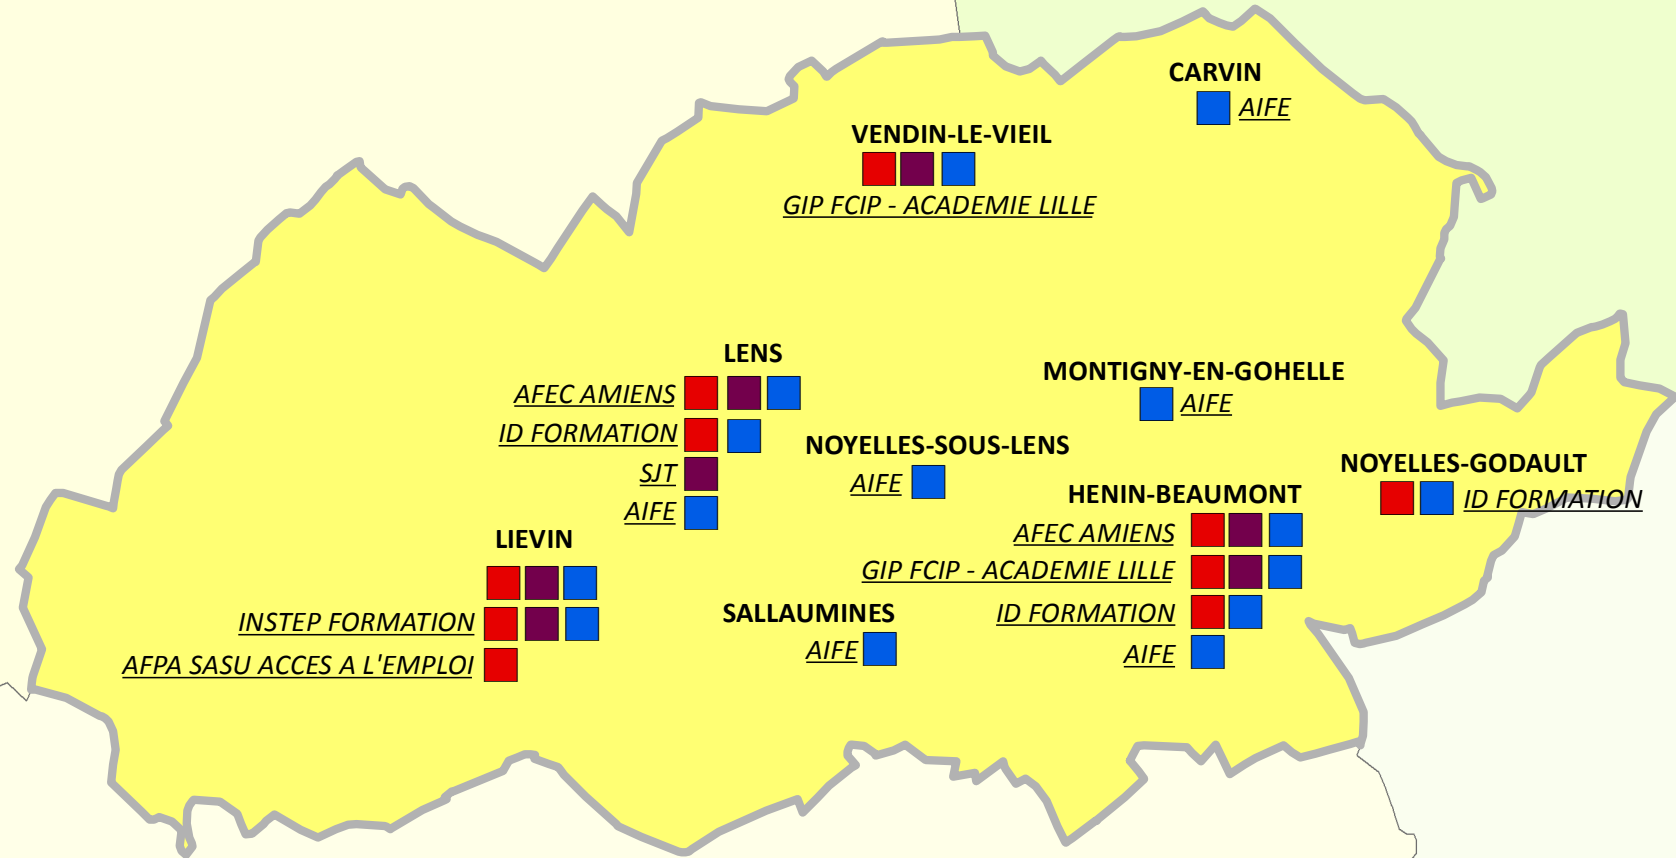 CARVIN
AIFE
VENDIN-LE-VIEIL
GIP FCIP - ACADEMIE LILLE
LENS
AFEC AMIENS
ID FORMATION
SJT
AIFE
MONTIGNY-EN-GOHELLE
AIFE
NOYELLES-SOUS-LENS
AIFE
NOYELLES-GODAULT
ID FORMATION
HENIN-BEAUMONT
AFEC AMIENS
GIP FCIP - ACADEMIE LILLE
ID FORMATION
AIFE
LIEVIN
INSTEP FORMATION
AFPA SASU ACCES A L'EMPLOI
SALLAUMINES
AIFE